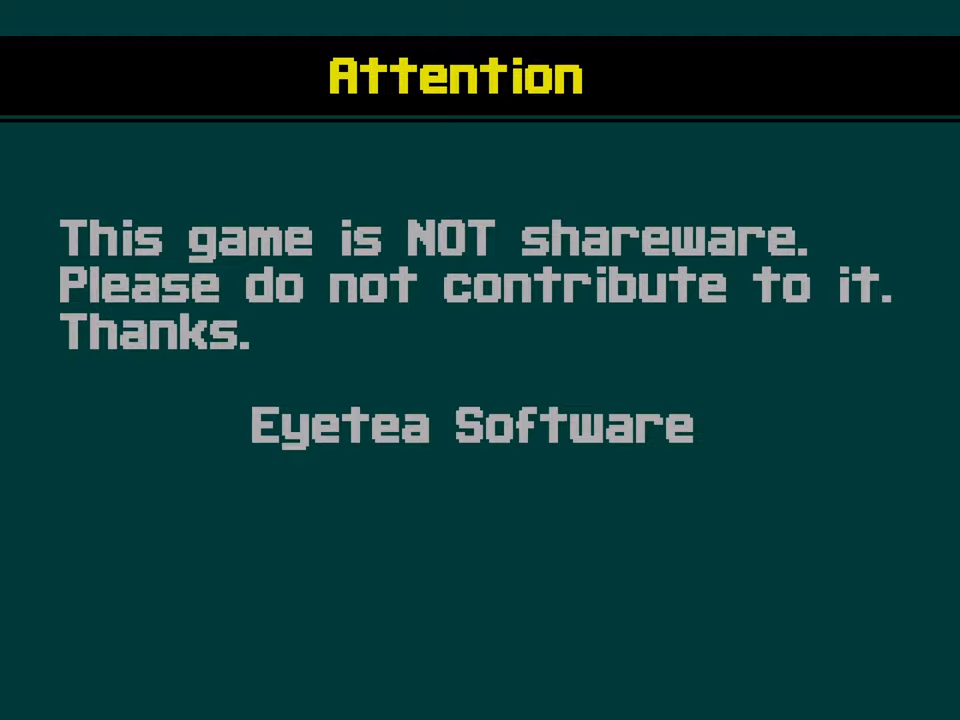 Attention
This game is NOT shareware.
Please do not contribute to it.
Thanks.
Eyetea Software